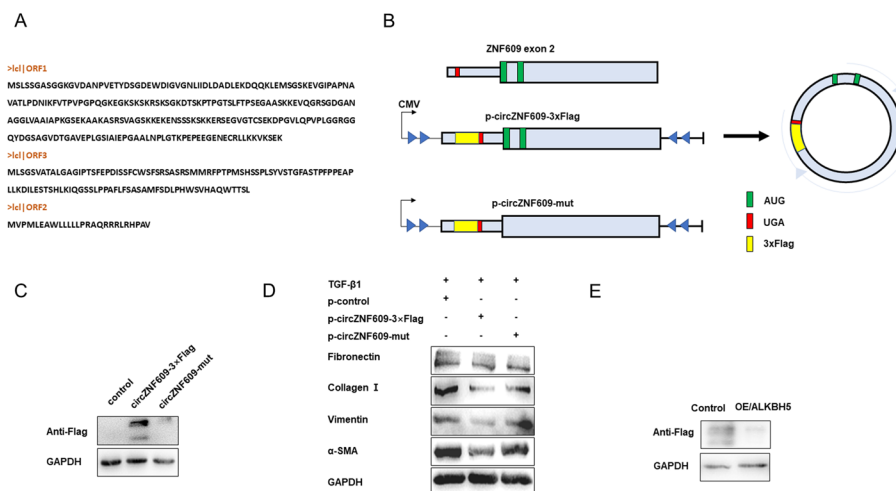 A
>lcl|ORF1
MSLSSGASGGKGVDANPVETYDSGDEWDIGVGNLIIDLDADLEKDQQKLEMSGSKEVGIPAPNA
VATLPDNIKFVTPVPGPQGKEGKSKSKRSKSGKDTSKPTPGTSLFTPSEGAASKKEVQGRSGDGAN
AGGLVAAIAPKGSEKAAKASRSVAGSKKEKENSSSKSKKERSEGVGTCSEKDPGVLQPVPLGGRGG
QYDGSAGVDTGAVEPLGSIAIEPGAALNPLGTKPEPEEGENECRLLKKVKSEK
>lcl|ORF3
MLSGSVATALGAGIPTSFEPDISSFCWSFSRSASRSMMRFPTPMSHSSPLSYVSTGFASTPFPPEAP
LLKDILESTSHLKIQGSSLPPAFLFSASAMFSDLPHWSVHAQWTTSL
>lcl|ORF2
MVPMLEAWLLLLLPRAQRRRLRHPAV
B
ZNF609 exon 2
CMV
p-circZNF609-3xFlag
p-circZNF609-mut
AUG
UGA
3xFlag
C
control
circZNF609-3×Flag
circZNF609-mut
Anti-Flag
GAPDH
D
TGF-β1 + + +
p-control + - -
p-circZNF609-3×Flag - + -
p-circZNF609-mut - - +
Fibronectin
Collagen I
Vimentin
α-SMA
GAPDH
E
Control OE/ALKBH5
Anti-Flag
GAPDH